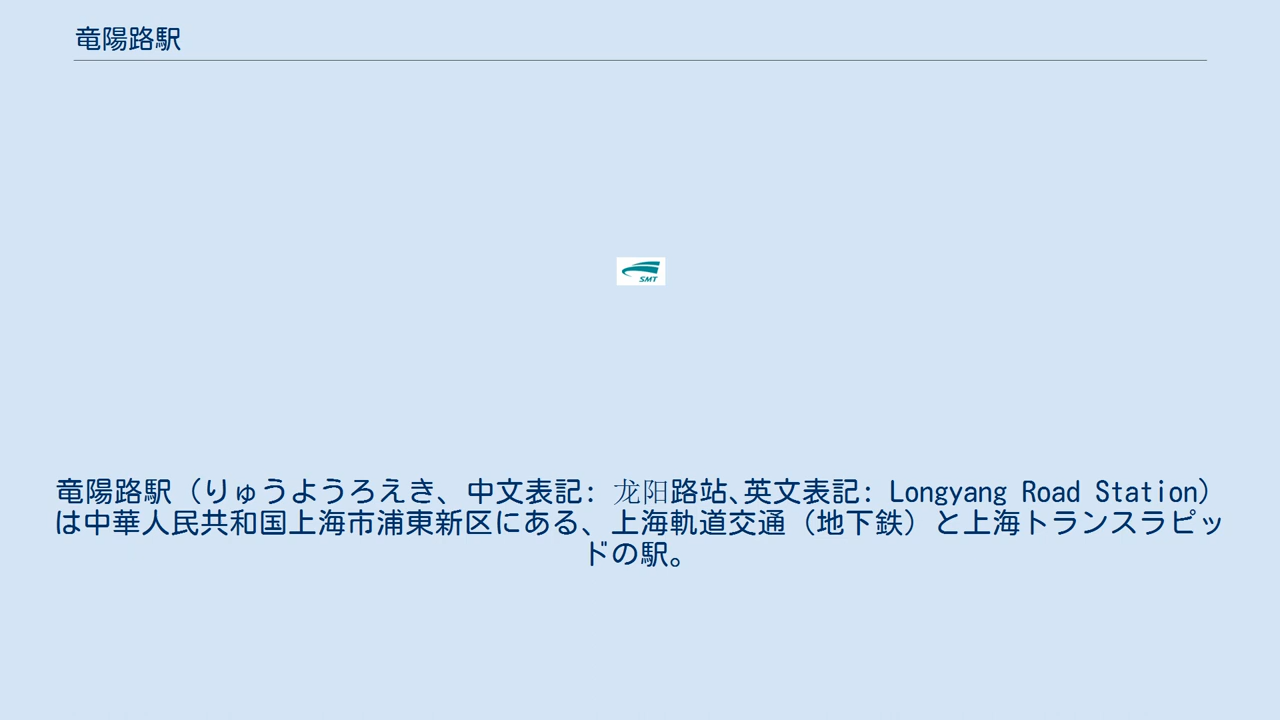 竜陽路駅
SMT
竜陽路駅（りゅうようろえき、中文表記: 龙阳路站､英文表記: Longyang Road Station）
は中華人民共和国上海市浦東新区にある、上海軌道交通（地下鉄）と上海トランスラピッ
ドの駅。